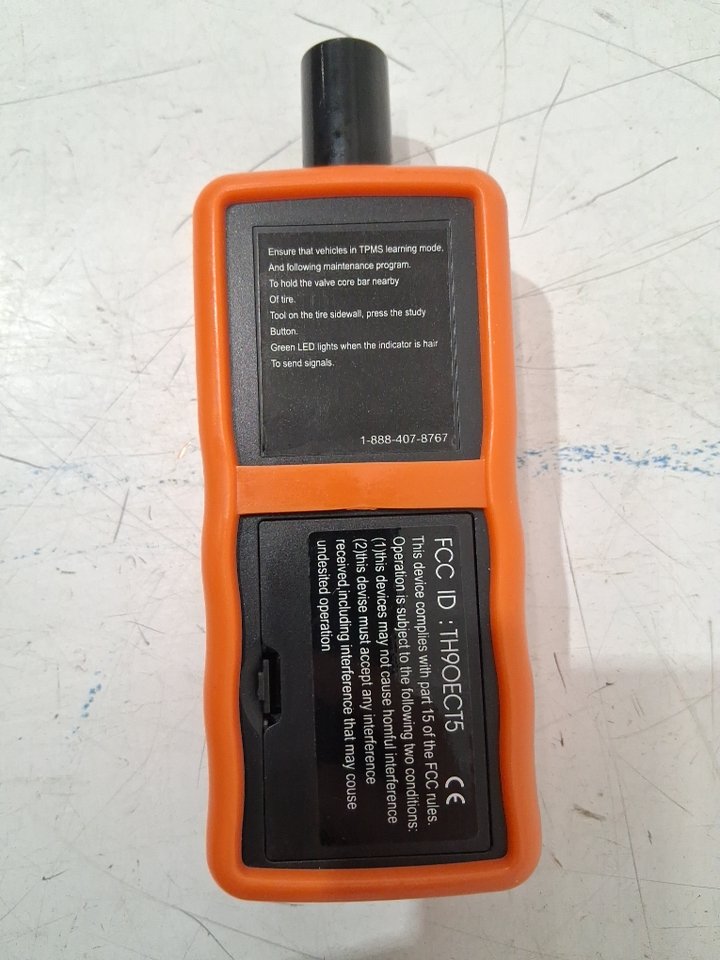 Ensure that vehicles in TPMS learning mode.
And following maintenance program.
To hold the valve core bar nearby
Of tire.
Tool on the tire sidewall, press the study
Button.
Green LED lights when the indicator is hair
To send signals.
1-888-407-8767
FCC ID : TH9OECT5 CE
This device complies with part 15 of the FCC rules.
Operation is subject to the following two conditions:
(1)this devices may not cause homful interference
(2)this devise must accept any interference
received,including interference that may couse
undesited operation